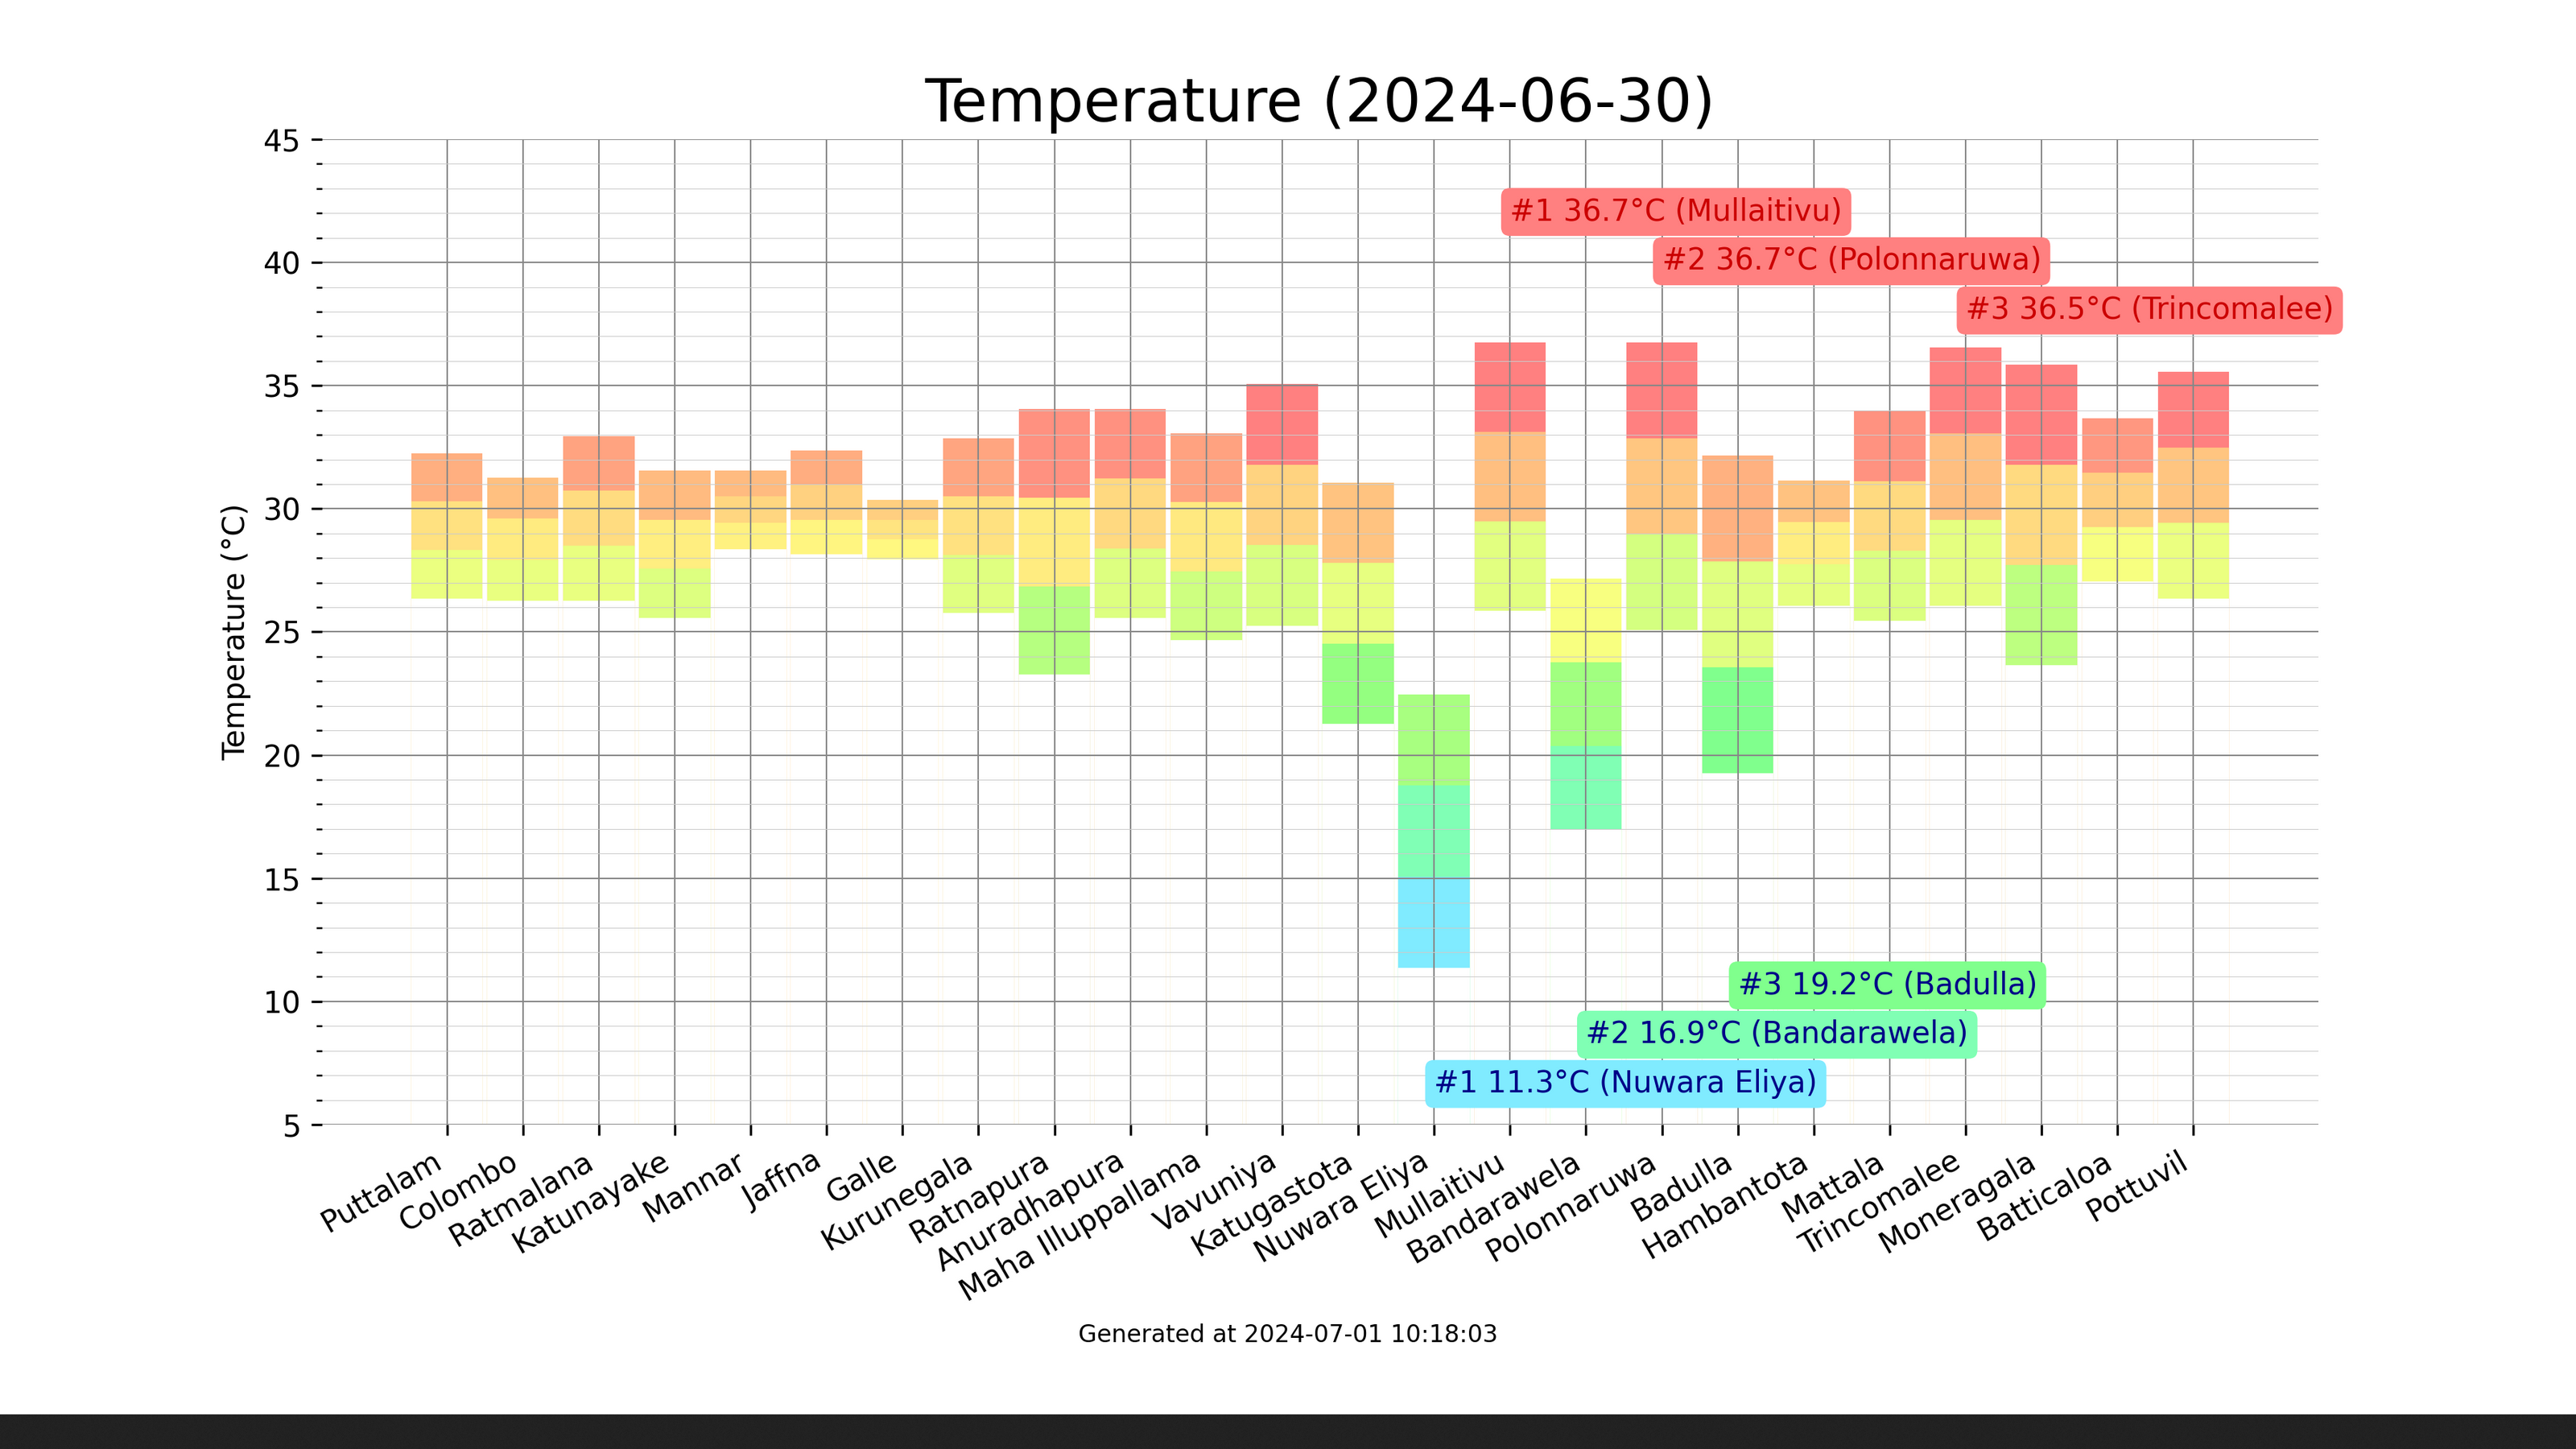 Temperature (2024-06-30)
45
40
35
30
25
20
15
10
5
Temperature (°C)
#1 36.7°C (Mullaitivu)
#2 36.7°C (Polonnaruwa)
#3 36.5°C (Trincomalee)
#3 19.2°C (Badulla)
#2 16.9°C (Bandarawela)
#1 11.3°C (Nuwara Eliya)
Puttalam
Colombo
Ratmalana
Katunayake
Mannar
Jaffna
Galle
Kurunegala
Ratnapura
Anuradhapura
Maha Illuppallama
Vavuniya
Katugastota
Nuwara Eliya
Mullaitivu
Bandarawela
Polonnaruwa
Badulla
Hambantota
Mattala
Trincomalee
Moneragala
Batticaloa
Pottuvil
Generated at 2024-07-01 10:18:03